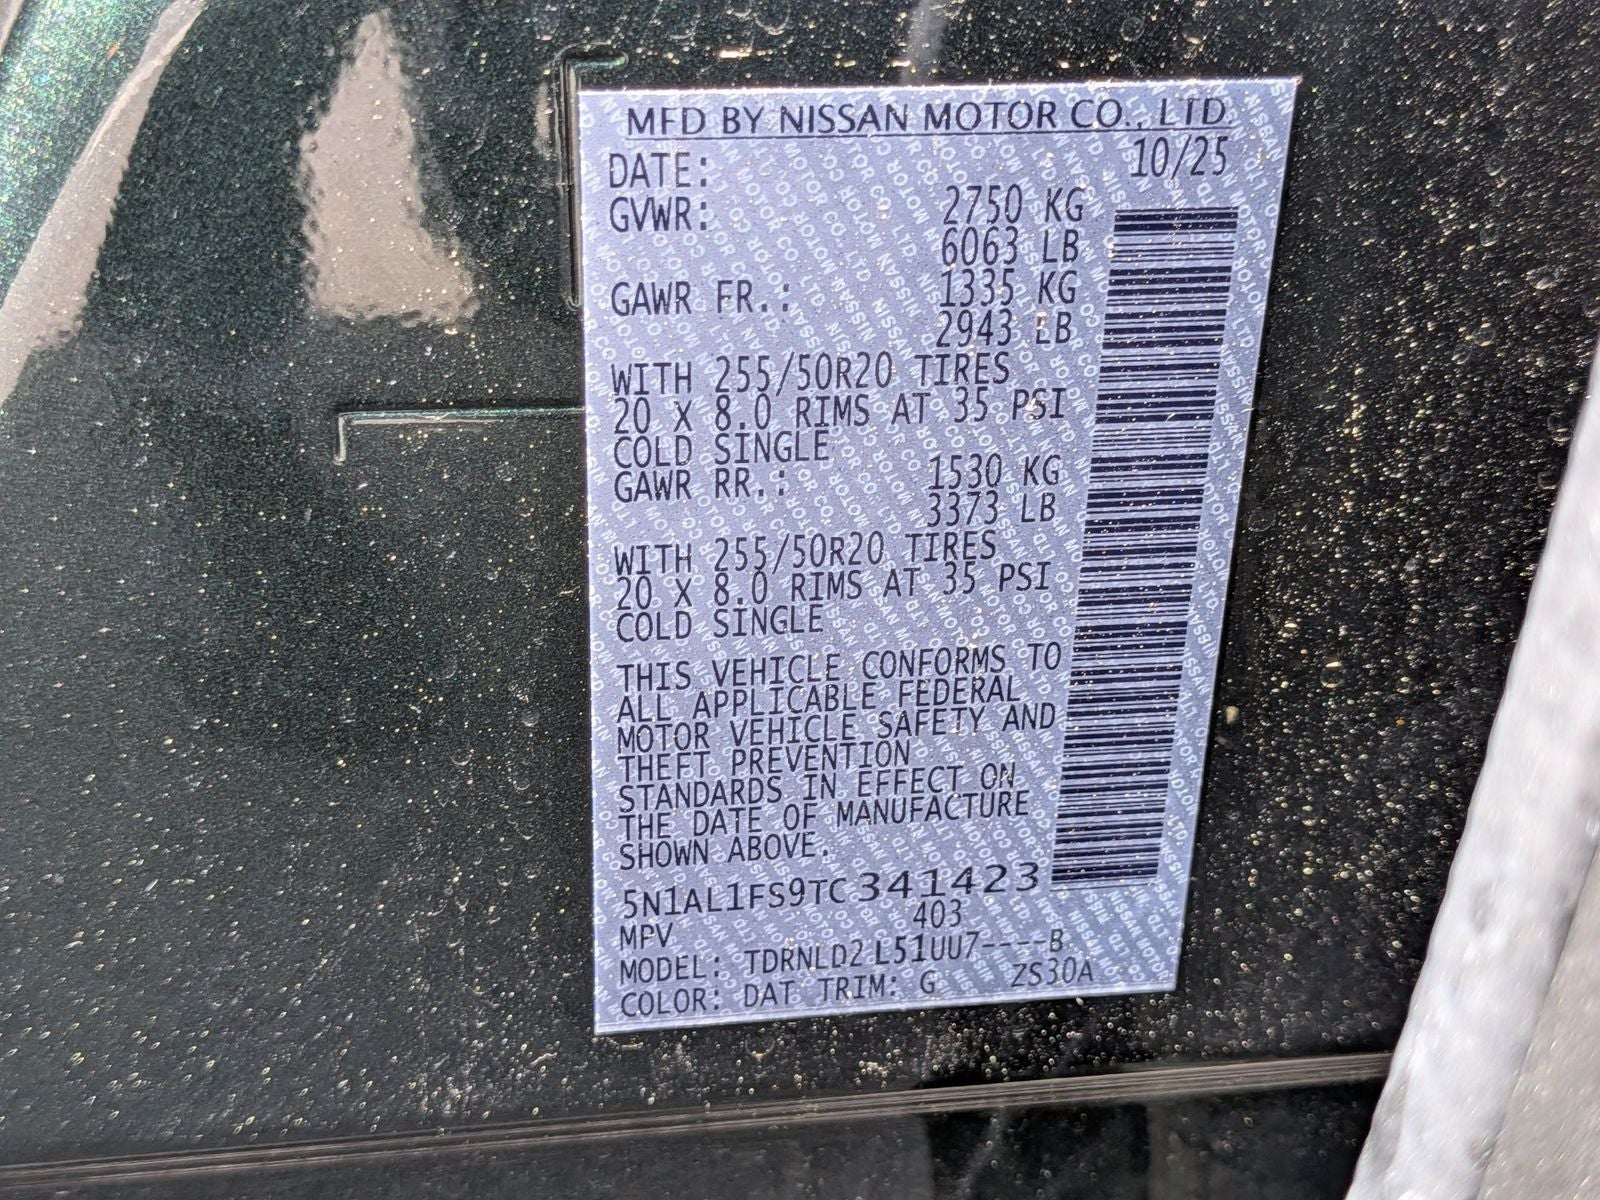 MFD BY NISSAN MOTOR CO., LTD
DATE: 10/25
GVWR: 2750 KG
6063 LB
GAWR FR.: 1335 KG
2943 LB
WITH 255/50R20 TIRES
20 X 8.0 RIMS AT 35 PSI
COLD SINGLE
GAWR RR.: 1530 KG
3373 LB
WITH 255/50R20 TIRES
20 X 8.0 RIMS AT 35 PSI
COLD SINGLE
THIS VEHICLE CONFORMS TO
ALL APPLICABLE FEDERAL
MOTOR VEHICLE SAFETY AND
THEFT PREVENTION
STANDARDS IN EFFECT ON
THE DATE OF MANUFACTURE
SHOWN ABOVE.
5N1AL1FS9TC341423
MPV 403
MODEL: TDRNLD2 L51UU7----B
COLOR: DAT TRIM: G ZS30A